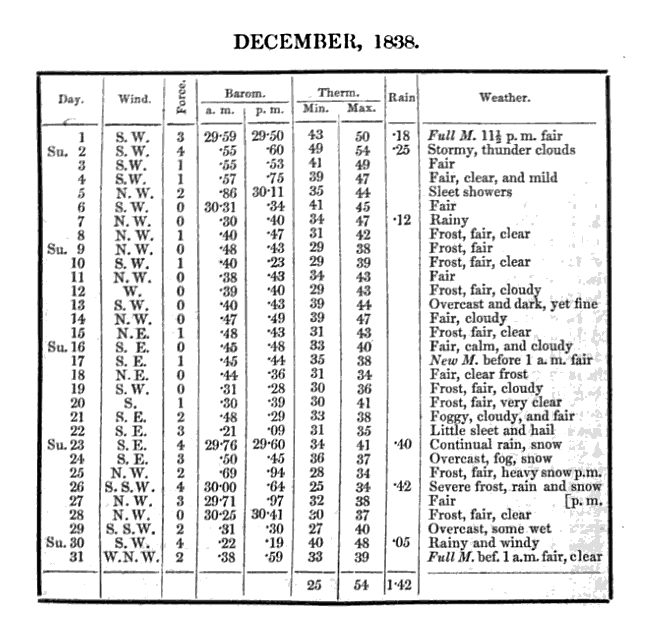 DECEMBER, 1838.
Day. Wind. Force. Barom. Therm. Rain Weather.
a. m. p. m. Min. Max.
1 S. W. 3 29·59 29·50 43 50 ·18 Full M. 11½ p. m. fair
Su. 2 S. W. 4 ·55 ·60 49 54 ·25 Stormy, thunder clouds
3 S. W. 1 ·55 ·53 41 49 Fair
4 S. W. 1 ·57 ·75 39 47 Fair, clear, and mild
5 N. W. 2 ·86 30·11 35 44 Sleet showers
6 S. W. 0 30·31 ·34 41 45 Fair
7 N. W. 0 ·30 ·40 34 47 ·12 Rainy
8 N. W. 1 ·40 ·47 31 42 Frost, fair, clear
Su. 9 N. W. 0 ·48 ·43 29 38 Frost, fair
10 S. W. 1 ·40 ·23 29 39 Frost, fair, clear
11 N. W. 0 ·38 ·43 34 43 Fair
12 W. 0 ·39 ·40 29 43 Frost, fair, cloudy
13 S. W. 0 ·40 ·43 39 44 Overcast and dark, yet fine
14 N. W. 0 ·47 ·49 39 47 Fair, cloudy
15 N. E. 1 ·48 ·43 31 43 Frost, fair, clear
Su. 16 S. E. 0 ·45 ·48 33 40 Fair, calm, and cloudy
17 S. E. 1 ·45 ·44 35 38 New M. before 1 a. m. fair
18 N. E. 0 ·44 ·36 31 34 Fair, clear frost
19 S. W. 0 ·31 ·28 30 36 Frost, fair, cloudy
20 S. 1 ·30 ·39 30 41 Frost, fair, very clear
21 S. E. 2 ·48 ·29 33 38 Foggy, cloudy, and fair
22 S. E. 3 ·21 ·09 31 35 Little sleet and hail
Su. 23 S. E. 4 29·76 29·60 34 41 ·40 Continual rain, snow
24 S. E. 3 ·50 ·45 36 37 Overcast, fog, snow
25 N. W. 2 ·69 ·94 28 34 Frost, fair, heavy snow p.m.
26 S. S. W. 4 30·00 ·64 25 34 ·42 Severe frost, rain and snow
27 N. W. 3 29·71 ·97 32 38 Fair [p. m.
28 N. W. 0 30·25 30·41 30 37 Frost, fair, clear
29 S. S. W. 2 ·31 ·30 27 40 Overcast, some wet
Su. 30 S. W. 4 ·22 ·19 40 48 ·05 Rainy and windy
31 W. N. W. 2 ·38 ·59 33 39 Full M. bef. 1 a.m. fair, clear
25 54 1·42